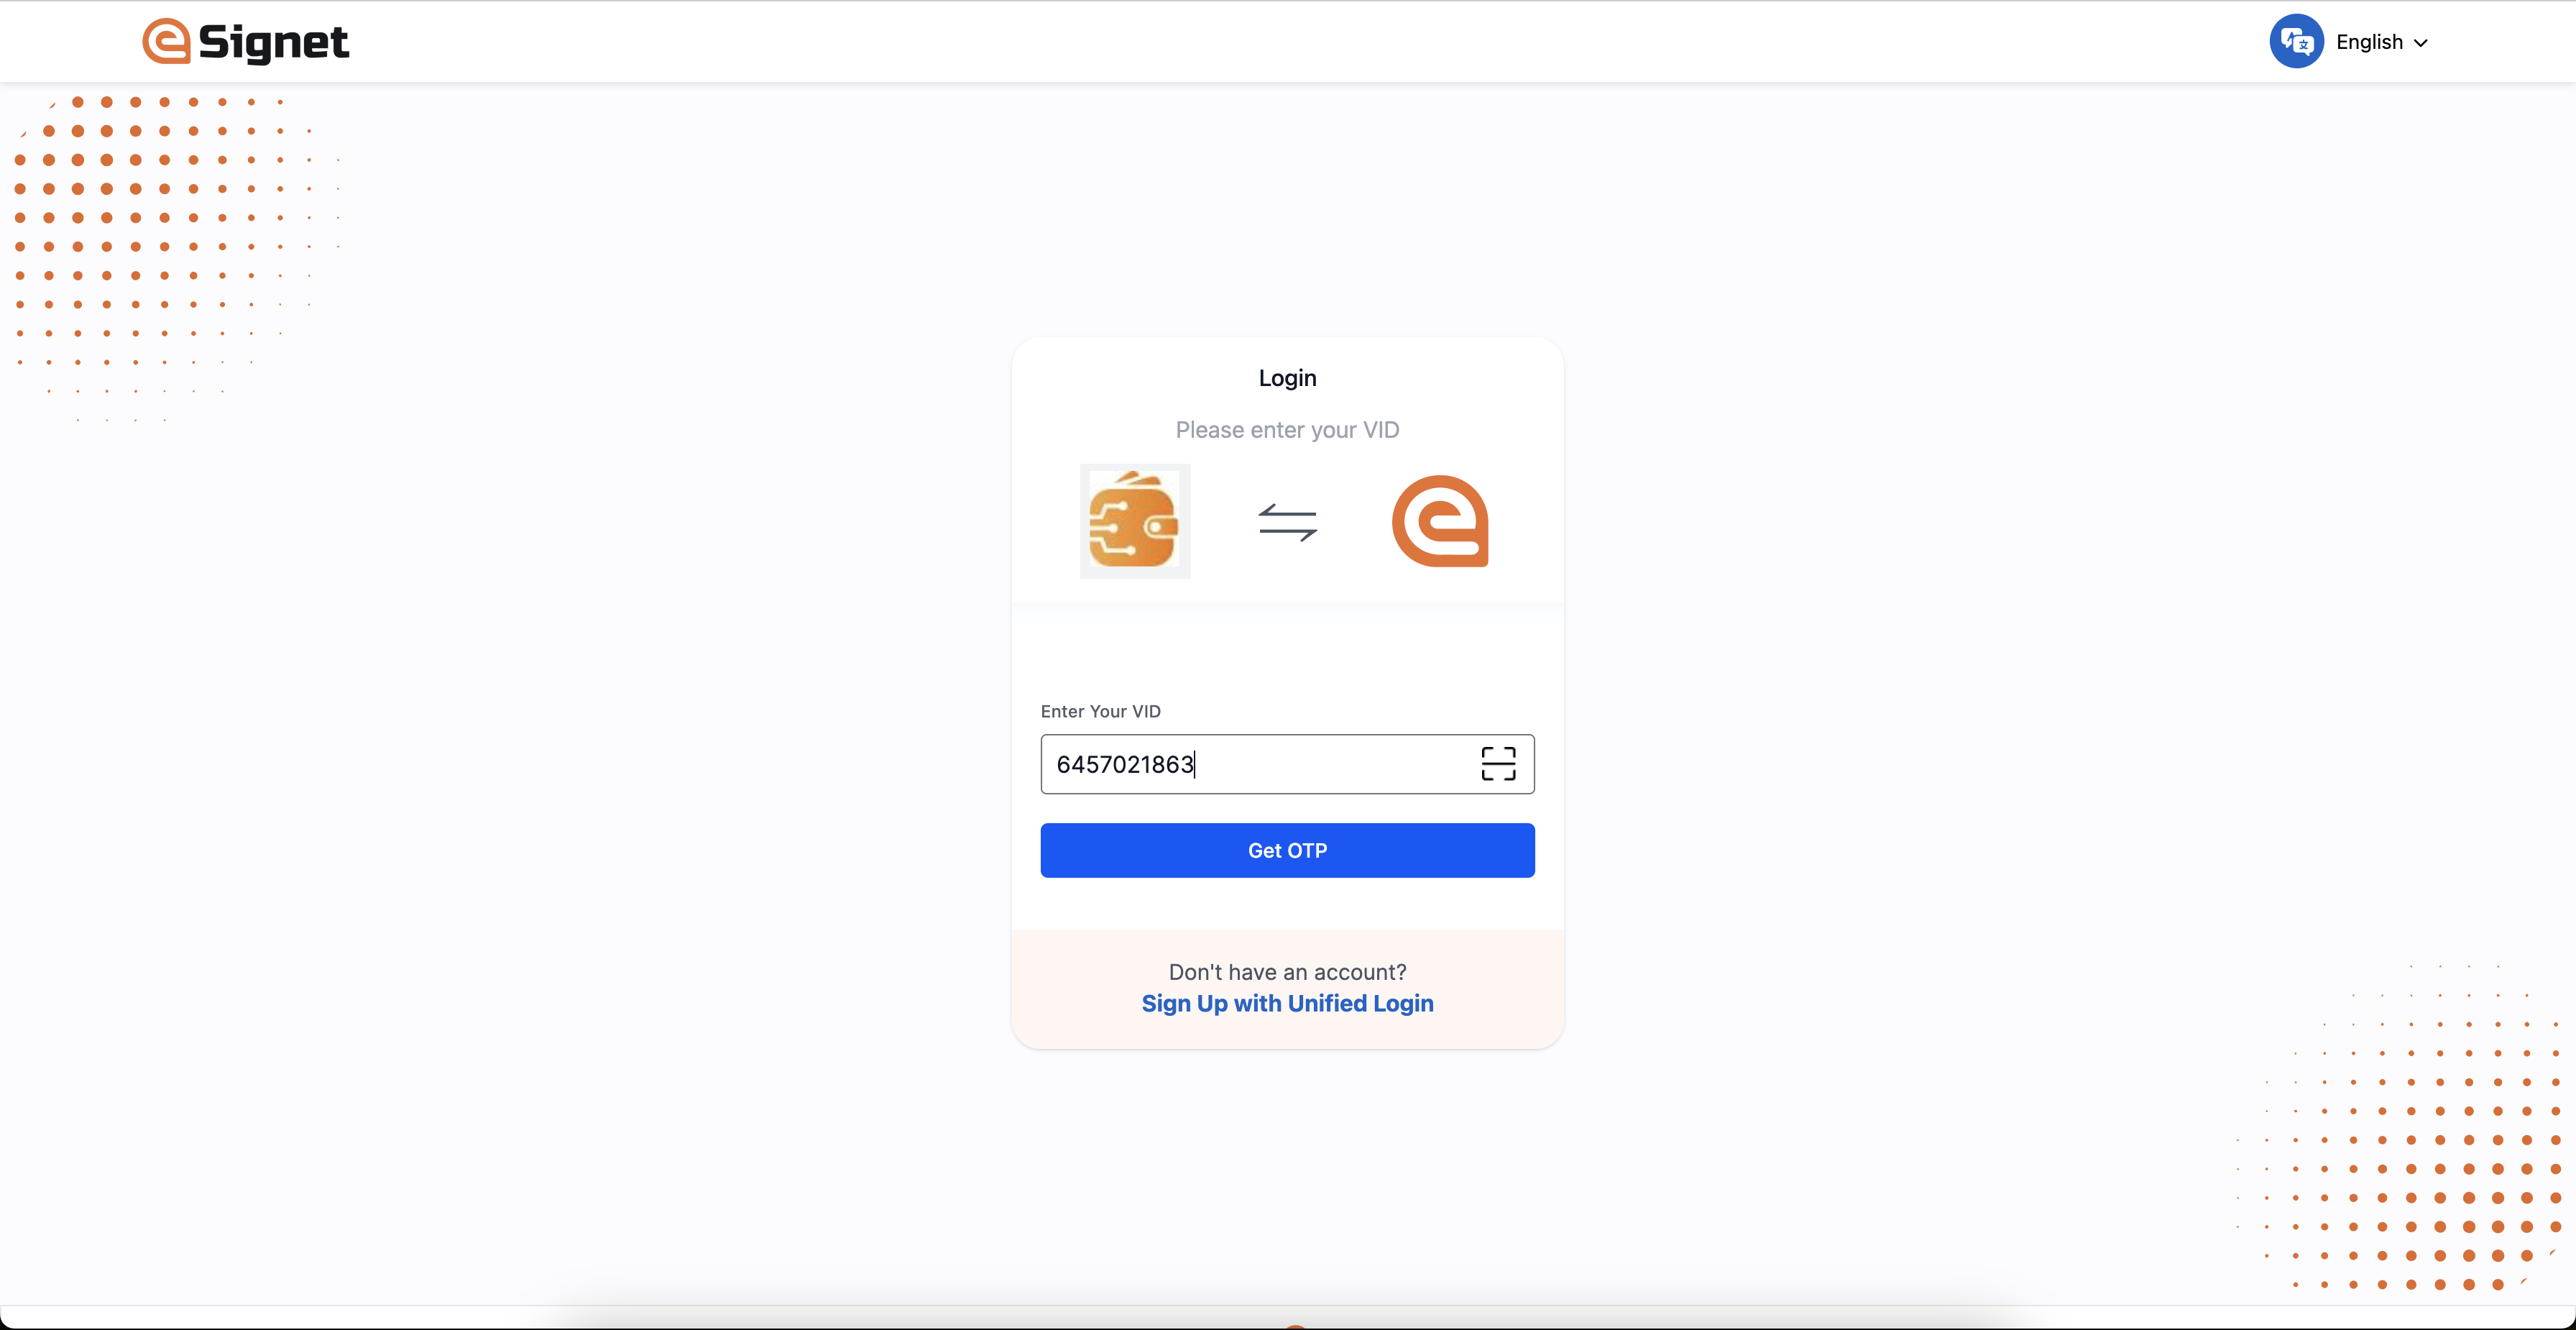 Signet
English
Login
Please enter your VID
Enter Your VID
6457021863
Get OTP
Don't have an account?
Sign Up with Unified Login